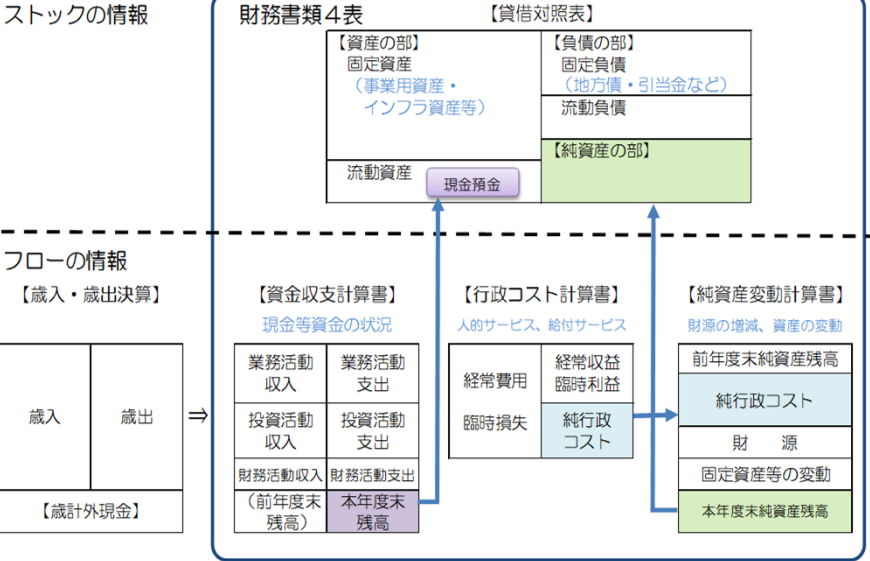 ストックの情報
財務書類4表
【貸借対照表】
【資産の部】
固定資産
（事業用資産・
インフラ資産等）
流動資産
現金預金
【負債の部】
固定負債
（地方債・引当金など）
流動負債
【純資産の部】
フローの情報
【歳入・歳出決算】
歳入
歳出
【歳計外現金】
⇒
【資金収支計算書】
現金等資金の状況
業務活動
収入
業務活動
支出
投資活動
収入
投資活動
支出
財務活動収入
財務活動支出
（前年度末
残高）
本年度末
残高
【行政コスト計算書】
人的サービス、給付サービス
経常費用
臨時損失
経常収益
臨時利益
純行政
コスト
【純資産変動計算書】
財源の増減、資産の変動
前年度末純資産残高
純行政コスト
財　源
固定資産等の変動
本年度末純資産残高